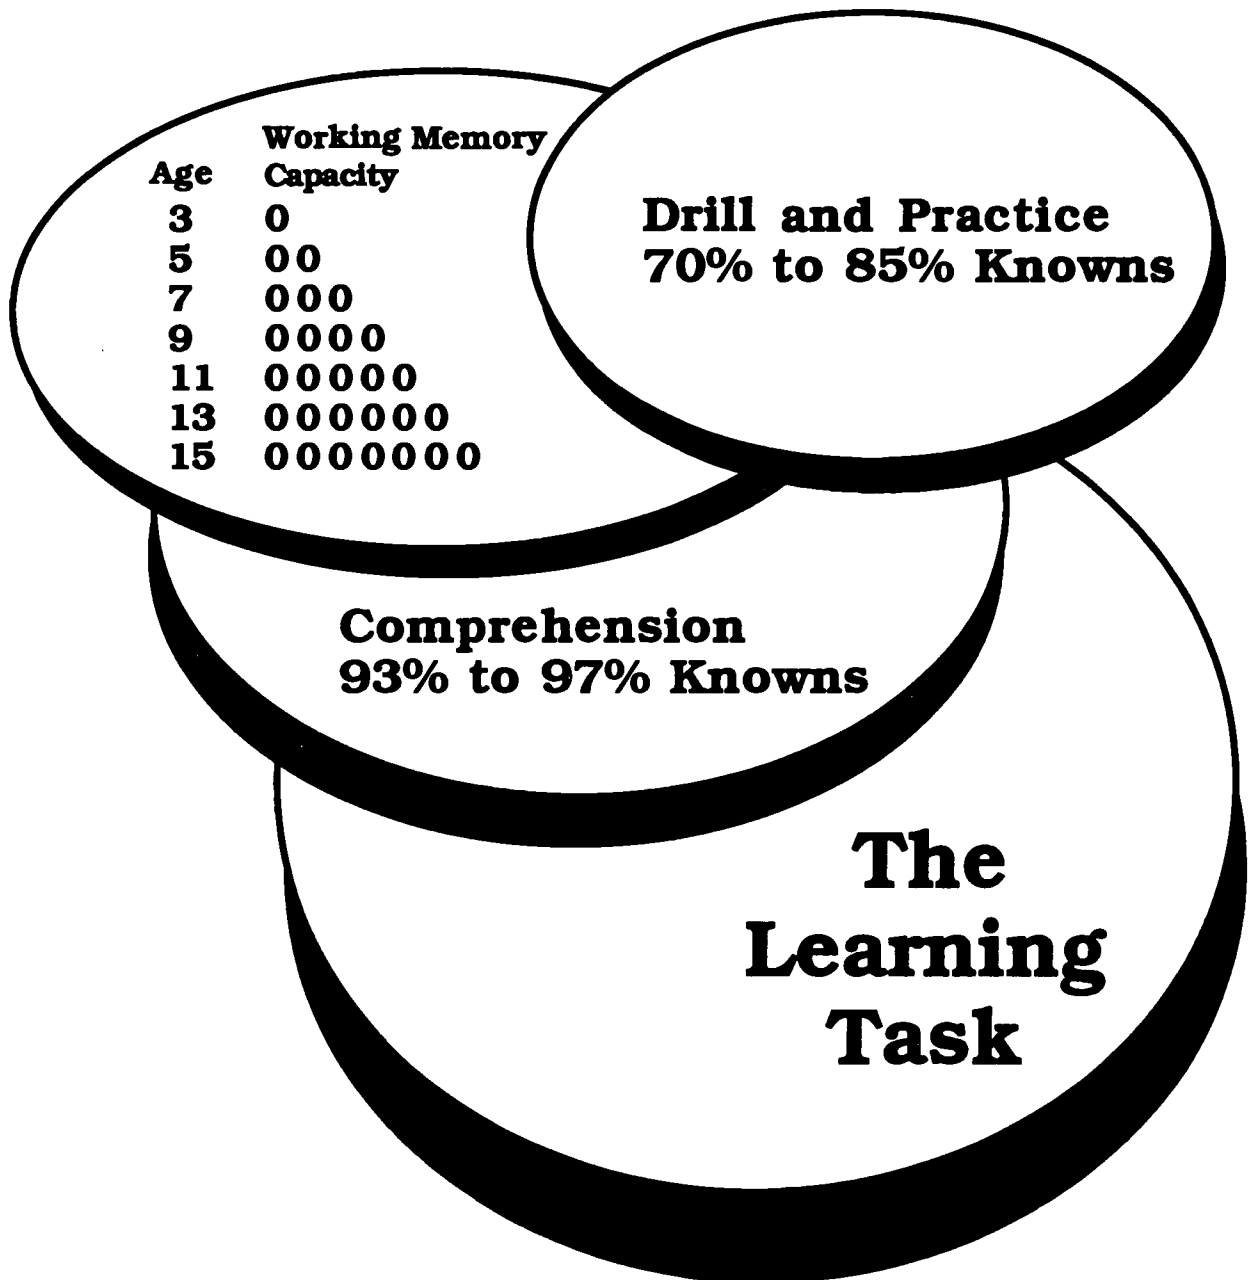 Working Memory
Age Capacity
3 0
5 00
7 000
9 0000
11 00000
13 000000
15 0000000
Drill and Practice
70% to 85% Knowns
Comprehension
93% to 97% Knowns
The
Learning
Task